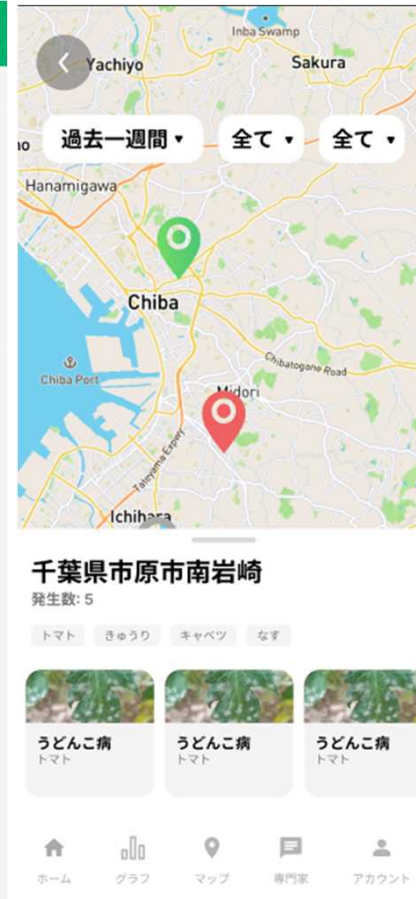 Inba Swamp
Yachiyo
Sakura
過去一週間 ▾
全て ▾
全て ▾
no
Hanamigawa
Chiba
Chibatogane Road
Chiba Port
Midori
Tateyama Expwy
Ichihara
千葉県市原市南岩崎
発生数: 5
トマト きゅうり キャベツ なす
うどんこ病 うどんこ病 うどんこ病
トマト トマト トマト
ホーム グラフ マップ 専門家 アカウント